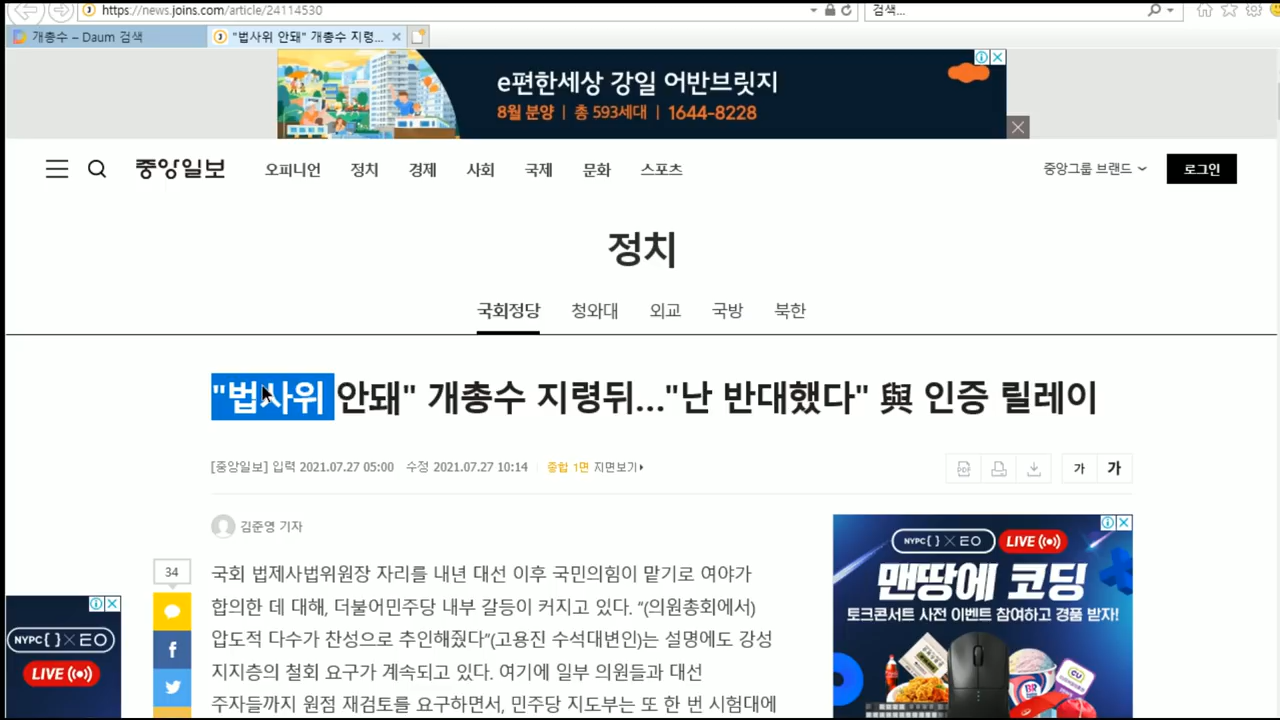 https://news.joins.com/article/24114530
검색...
개총수 – Daum 검색
"법사위 안돼" 개총수 지령...
e편한세상 강일 어반브릿지
8월 분양 | 총 593세대 | 1644-8228
중앙일보
오피니언 정치 경제 사회 국제 문화 스포츠
중앙그룹 브랜드
로그인
정치
국회정당 청와대 외교 국방 북한
"법사위 안돼" 개총수 지령뒤..."난 반대했다" 與 인증 릴레이
[중앙일보] 입력 2021.07.27 05:00 수정 2021.07.27 10:14 종합 1면 지면보기
PDF
가 가
김준영 기자
34
국회 법제사법위원장 자리를 내년 대선 이후 국민의힘이 맡기로 여야가
합의한 데 대해, 더불어민주당 내부 갈등이 커지고 있다. "(의원총회에서)
압도적 다수가 찬성으로 추인해줬다"(고용진 수석대변인)는 설명에도 강성
지지층의 철회 요구가 계속되고 있다. 여기에 일부 의원들과 대선
주자들까지 원점 재검토를 요구하면서, 민주당 지도부는 또 한 번 시험대에
NYPC{ } X EO
LIVE
NYPC{ } X EO LIVE
맨땅에 코딩
토크콘서트 사전 이벤트 참여하고 경품 받자!
CU
BR